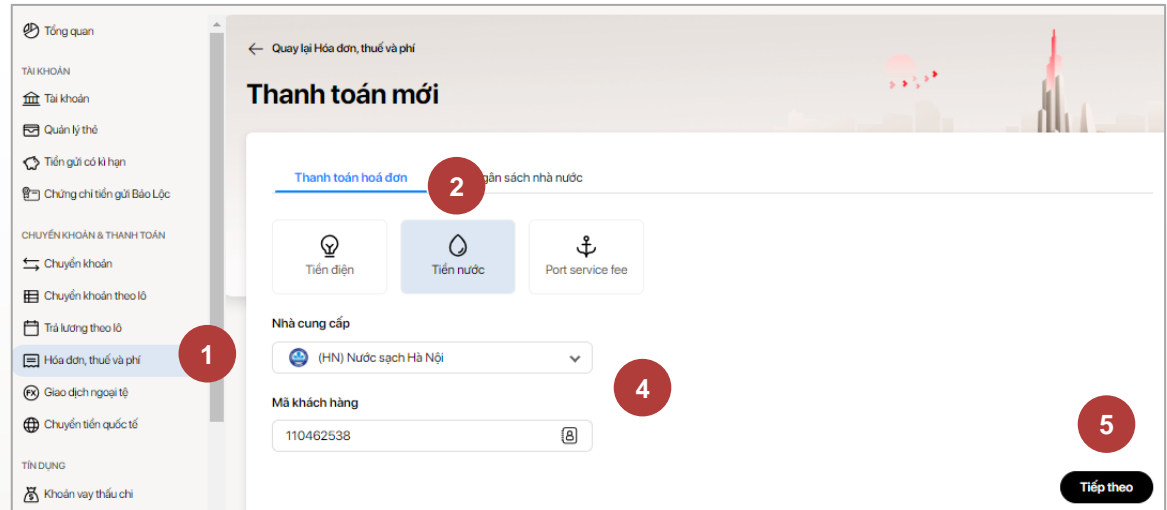 Tổng quan
TÀI KHOẢN
Tài khoản
Quản lý thẻ
Tiền gửi có kì hạn
Chứng chỉ tiền gửi Bảo Lộc
CHUYỂN KHOẢN & THANH TOÁN
Chuyển khoản
Chuyển khoản theo lô
Trả lương theo lô
Hóa đơn, thuế và phí
1
FX Giao dịch ngoại tệ
Chuyển tiền quốc tế
TÍN DỤNG
Khoản vay thấu chi
Quay lại Hóa đơn, thuế và phí
Thanh toán mới
Thanh toán hoá đơn
2
gân sách nhà nước
Tiền điện
Tiền nước
Port service fee
Nhà cung cấp
(HN) Nước sạch Hà Nội
4
Mã khách hàng
110462538
5
Tiếp theo